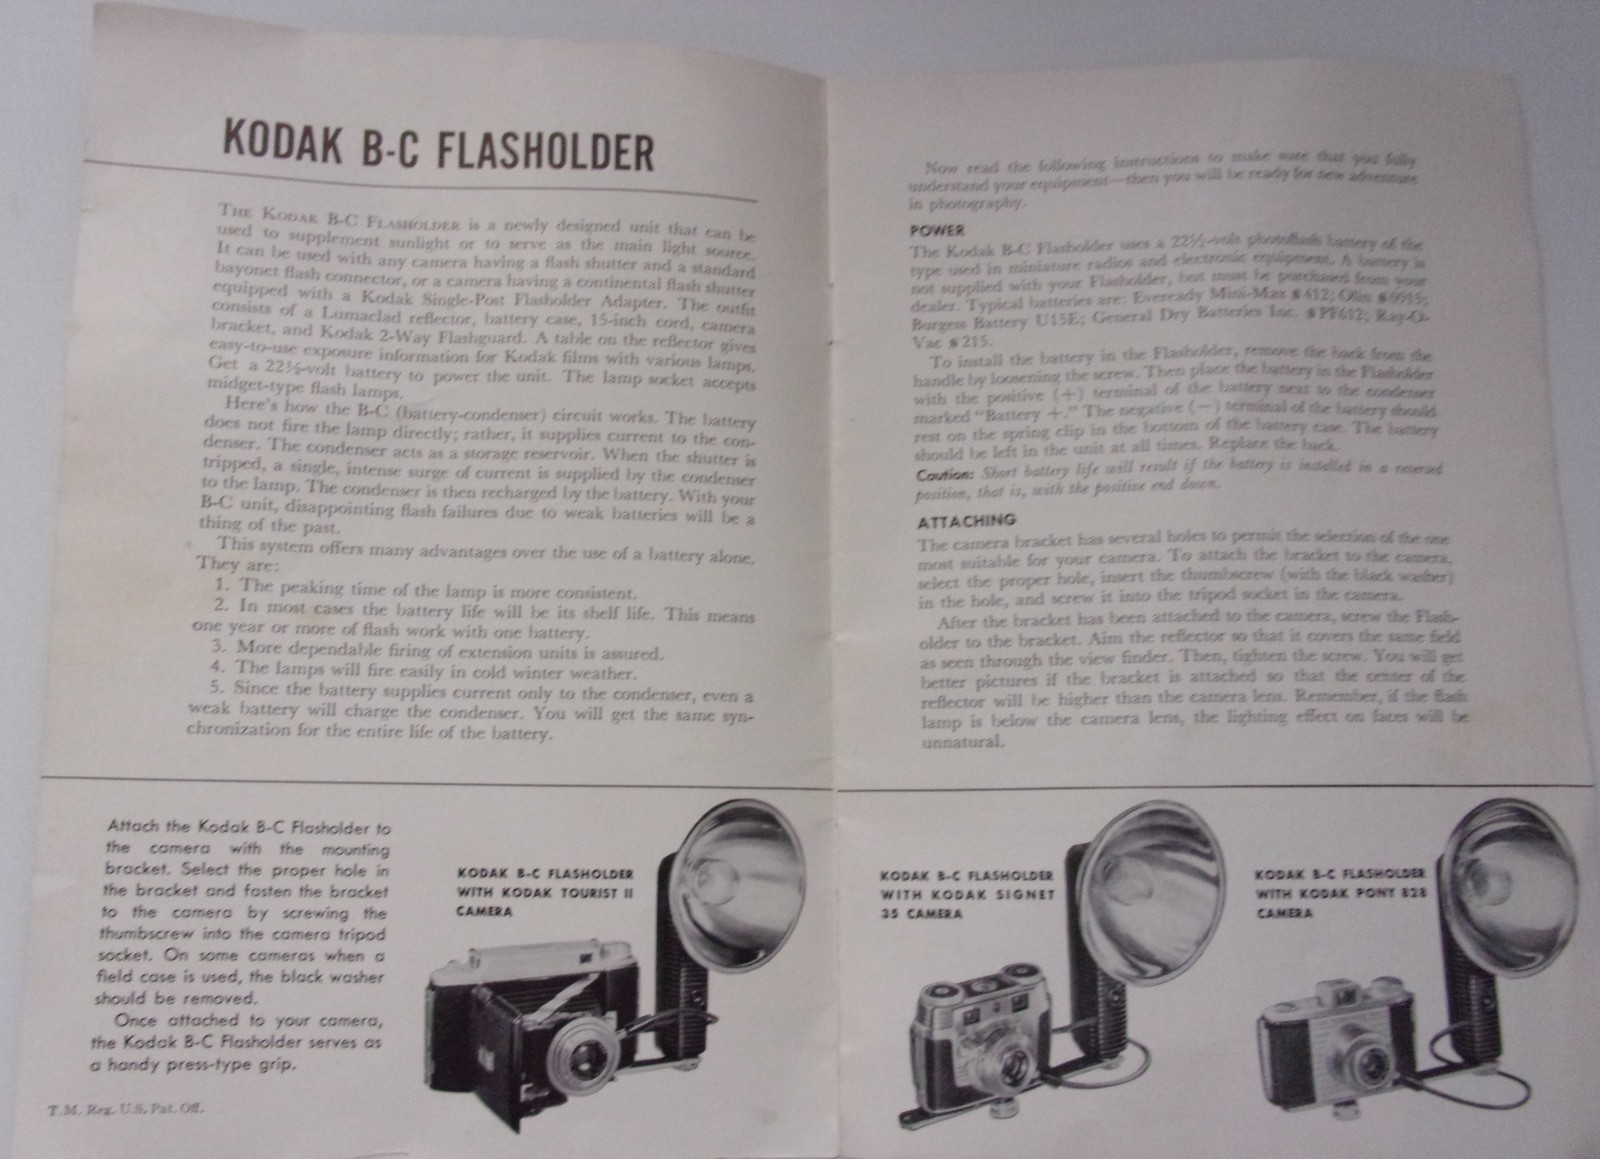 KODAK B-C FLASHOLDER
THE KODAK B-C FLASHOLDER is a newly designed unit that can be
used to supplement sunlight or to serve as the main light source.
It can be used with any camera having a flash shutter and a standard
bayonet flash connector, or a camera having a continental flash shutter
equipped with a Kodak Single-Post Flasholder Adapter. The outfit
consists of a Lumaclad reflector, battery case, 15-inch cord, camera
bracket, and Kodak 2-Way Flashguard. A table on the reflector gives
easy-to-use exposure information for Kodak films with various lamps.
Get a 22½-volt battery to power the unit. The lamp socket accepts
midget-type flash lamps.
Here's how the B-C (battery-condenser) circuit works. The battery
does not fire the lamp directly; rather, it supplies current to the con-
denser. The condenser acts as a storage reservoir. When the shutter is
tripped, a single, intense surge of current is supplied by the condenser
to the lamp. The condenser is then recharged by the battery. With your
B-C unit, disappointing flash failures due to weak batteries will be a
thing of the past.
This system offers many advantages over the use of a battery alone.
They are:
1. The peaking time of the lamp is more consistent.
2. In most cases the battery life will be its shelf life. This means
one year or more of flash work with one battery.
3. More dependable firing of extension units is assured.
4. The lamps will fire easily in cold winter weather.
5. Since the battery supplies current only to the condenser, even a
weak battery will charge the condenser. You will get the same syn-
chronization for the entire life of the battery.
Attach the Kodak B-C Flasholder to
the camera with the mounting
bracket. Select the proper hole in
the bracket and fasten the bracket
to the camera by screwing the
thumbscrew into the camera tripod
socket. On some cameras when a
field case is used, the black washer
should be removed.
Once attached to your camera,
the Kodak B-C Flasholder serves as
a handy press-type grip.
T.M. Reg. U.S. Pat. Off.
KODAK B-C FLASHOLDER
WITH KODAK TOURIST II
CAMERA
Now read the following instructions to make sure that you fully
understand your equipment—then you will be ready for new adventure
in photography.
POWER
The Kodak B-C Flasholder uses a 22½-volt photoflash battery of the
type used in miniature radios and electronic equipment. A battery is
not supplied with your Flasholder, but must be purchased from your
dealer. Typical batteries are: Eveready Mini-Max #412; Olin
Burgess Battery U15E; General Dry Batteries Inc. #PF612; Ray-O-
Vac #215.
To install the battery in the Flasholder, remove the back from the
handle by loosening the screw. Then place the battery in the Flasholder
with the positive (+) terminal of the battery next to the condenser
marked "Battery +." The negative (−) terminal of the battery should
rest on the spring clip in the bottom of the battery case. The battery
should be left in the unit at all times. Replace the back.
Caution: Short battery life will result if the battery is installed in a reversed
position, that is, with the positive end down.
ATTACHING
The camera bracket has several holes to permit the selection of the one
most suitable for your camera. To attach the bracket to the camera,
select the proper hole, insert the thumbscrew (with the black washer)
in the hole, and screw it into the tripod socket in the camera.
After the bracket has been attached to the camera, screw the Flash-
older to the bracket. Aim the reflector so that it covers the same field
as seen through the view finder. Then, tighten the screw. You will get
better pictures if the bracket is attached so that the center of the
reflector will be higher than the camera lens. Remember, if the flash
lamp is below the camera lens, the lighting effect on faces will be
unnatural.
KODAK B-C FLASHOLDER
WITH KODAK SIGNET
35 CAMERA
KODAK B-C FLASHOLDER
WITH KODAK PONY 828
CAMERA